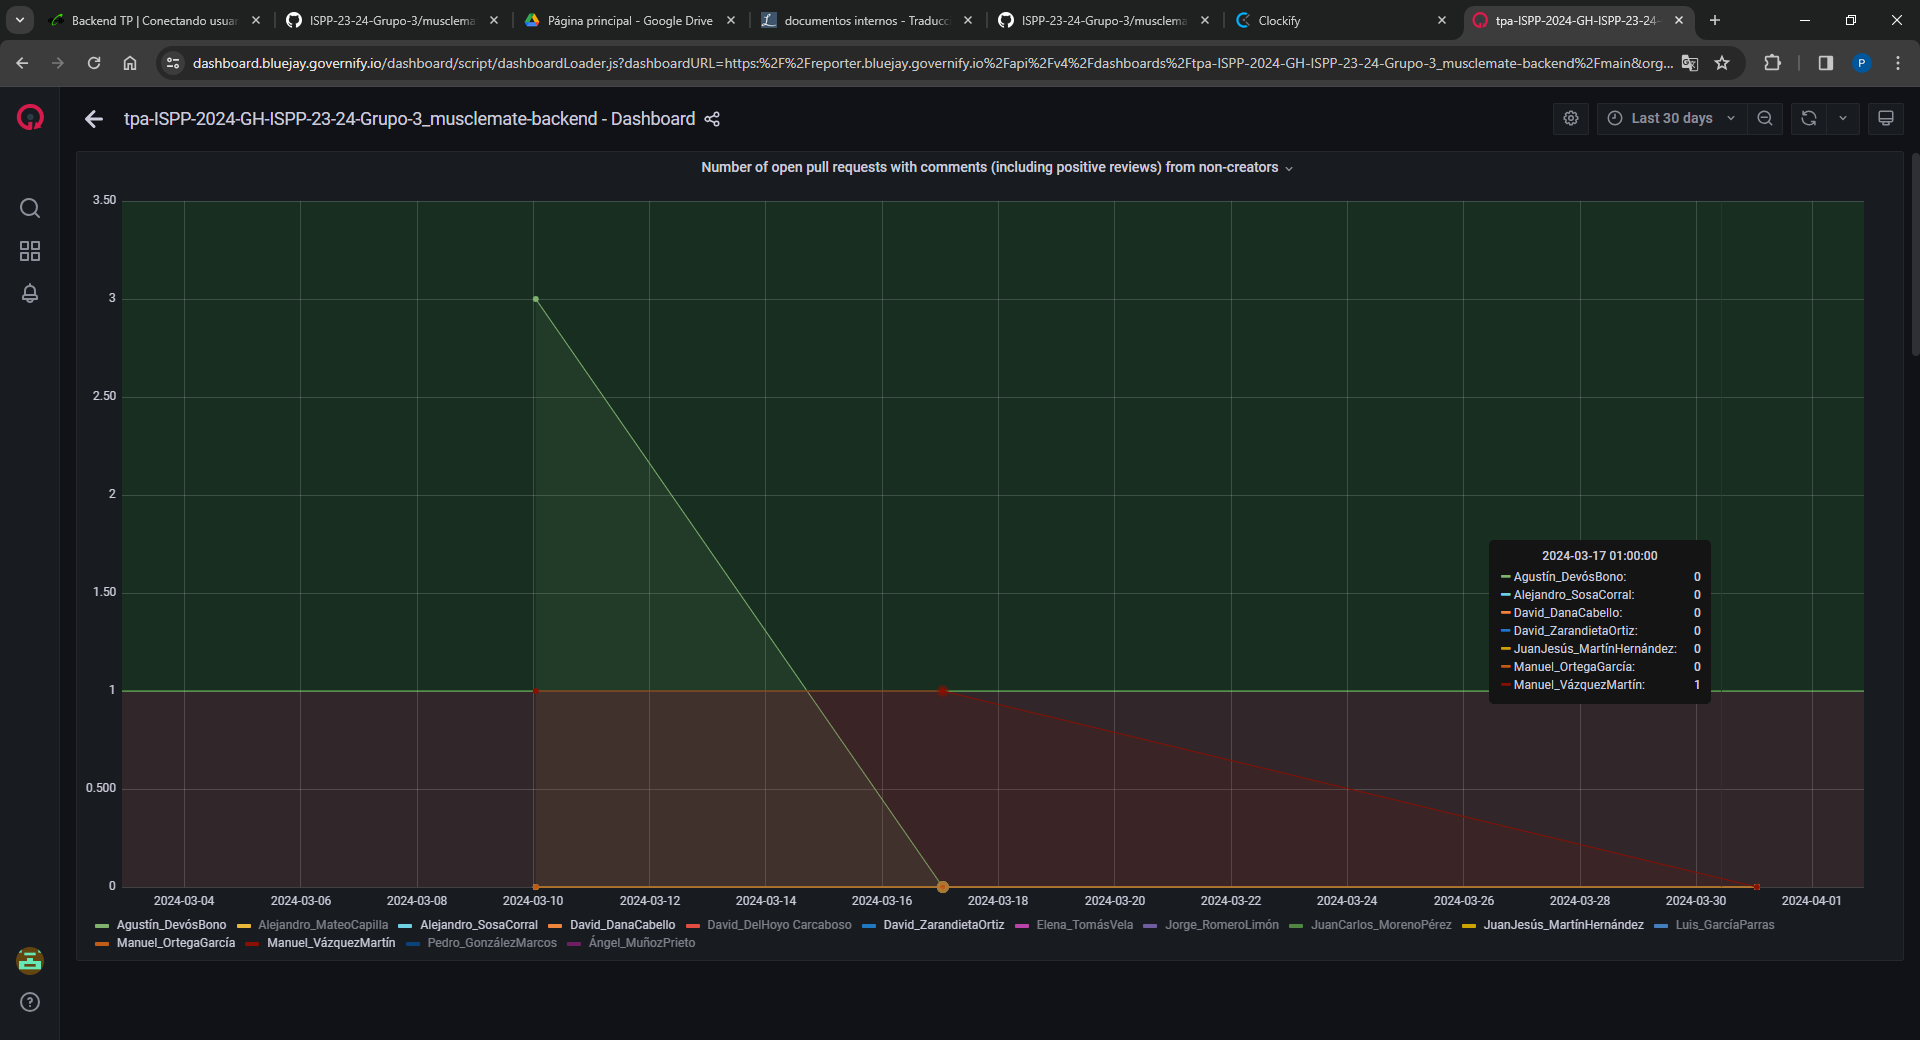 Backend TP | Conectando usuar
ISPP-23-24-Grupo-3/musclema
Página principal - Google Drive
documentos internos - Traducc
ISPP-23-24-Grupo-3/musclema
Clockify
tpa-ISPP-2024-GH-ISPP-23-24-
dashboard.bluejay.governify.io/dashboard/script/dashboardLoader.js?dashboardURL=https:%2F%2Freporter.bluejay.governify.io%2Fapi%2Fv4%2Fdashboards%2Ftpa-ISPP-2024-GH-ISPP-23-24-Grupo-3_musclemate-backend%2Fmain&org...
P
tpa-ISPP-2024-GH-ISPP-23-24-Grupo-3_musclemate-backend - Dashboard
Last 30 days
Number of open pull requests with comments (including positive reviews) from non-creators
3.50
3
2.50
2
1.50
1
0.500
0
2024-03-17 01:00:00
Agustín_DevósBono: 0
Alejandro_SosaCorral: 0
David_DanaCabello: 0
David_ZarandietaOrtiz: 0
JuanJesús_MartínHernández: 0
Manuel_OrtegaGarcía: 0
Manuel_VázquezMartín: 1
2024-03-04 2024-03-06 2024-03-08 2024-03-10 2024-03-12 2024-03-14 2024-03-16 2024-03-18 2024-03-20 2024-03-22 2024-03-24 2024-03-26 2024-03-28 2024-03-30 2024-04-01
Agustín_DevósBono Alejandro_MateoCapilla Alejandro_SosaCorral David_DanaCabello David_DelHoyo Carcaboso David_ZarandietaOrtiz Elena_TomásVela Jorge_RomeroLimón JuanCarlos_MorenoPérez JuanJesús_MartínHernández Luis_GarcíaParras
Manuel_OrtegaGarcía Manuel_VázquezMartín Pedro_GonzálezMarcos Ángel_MuñozPrieto